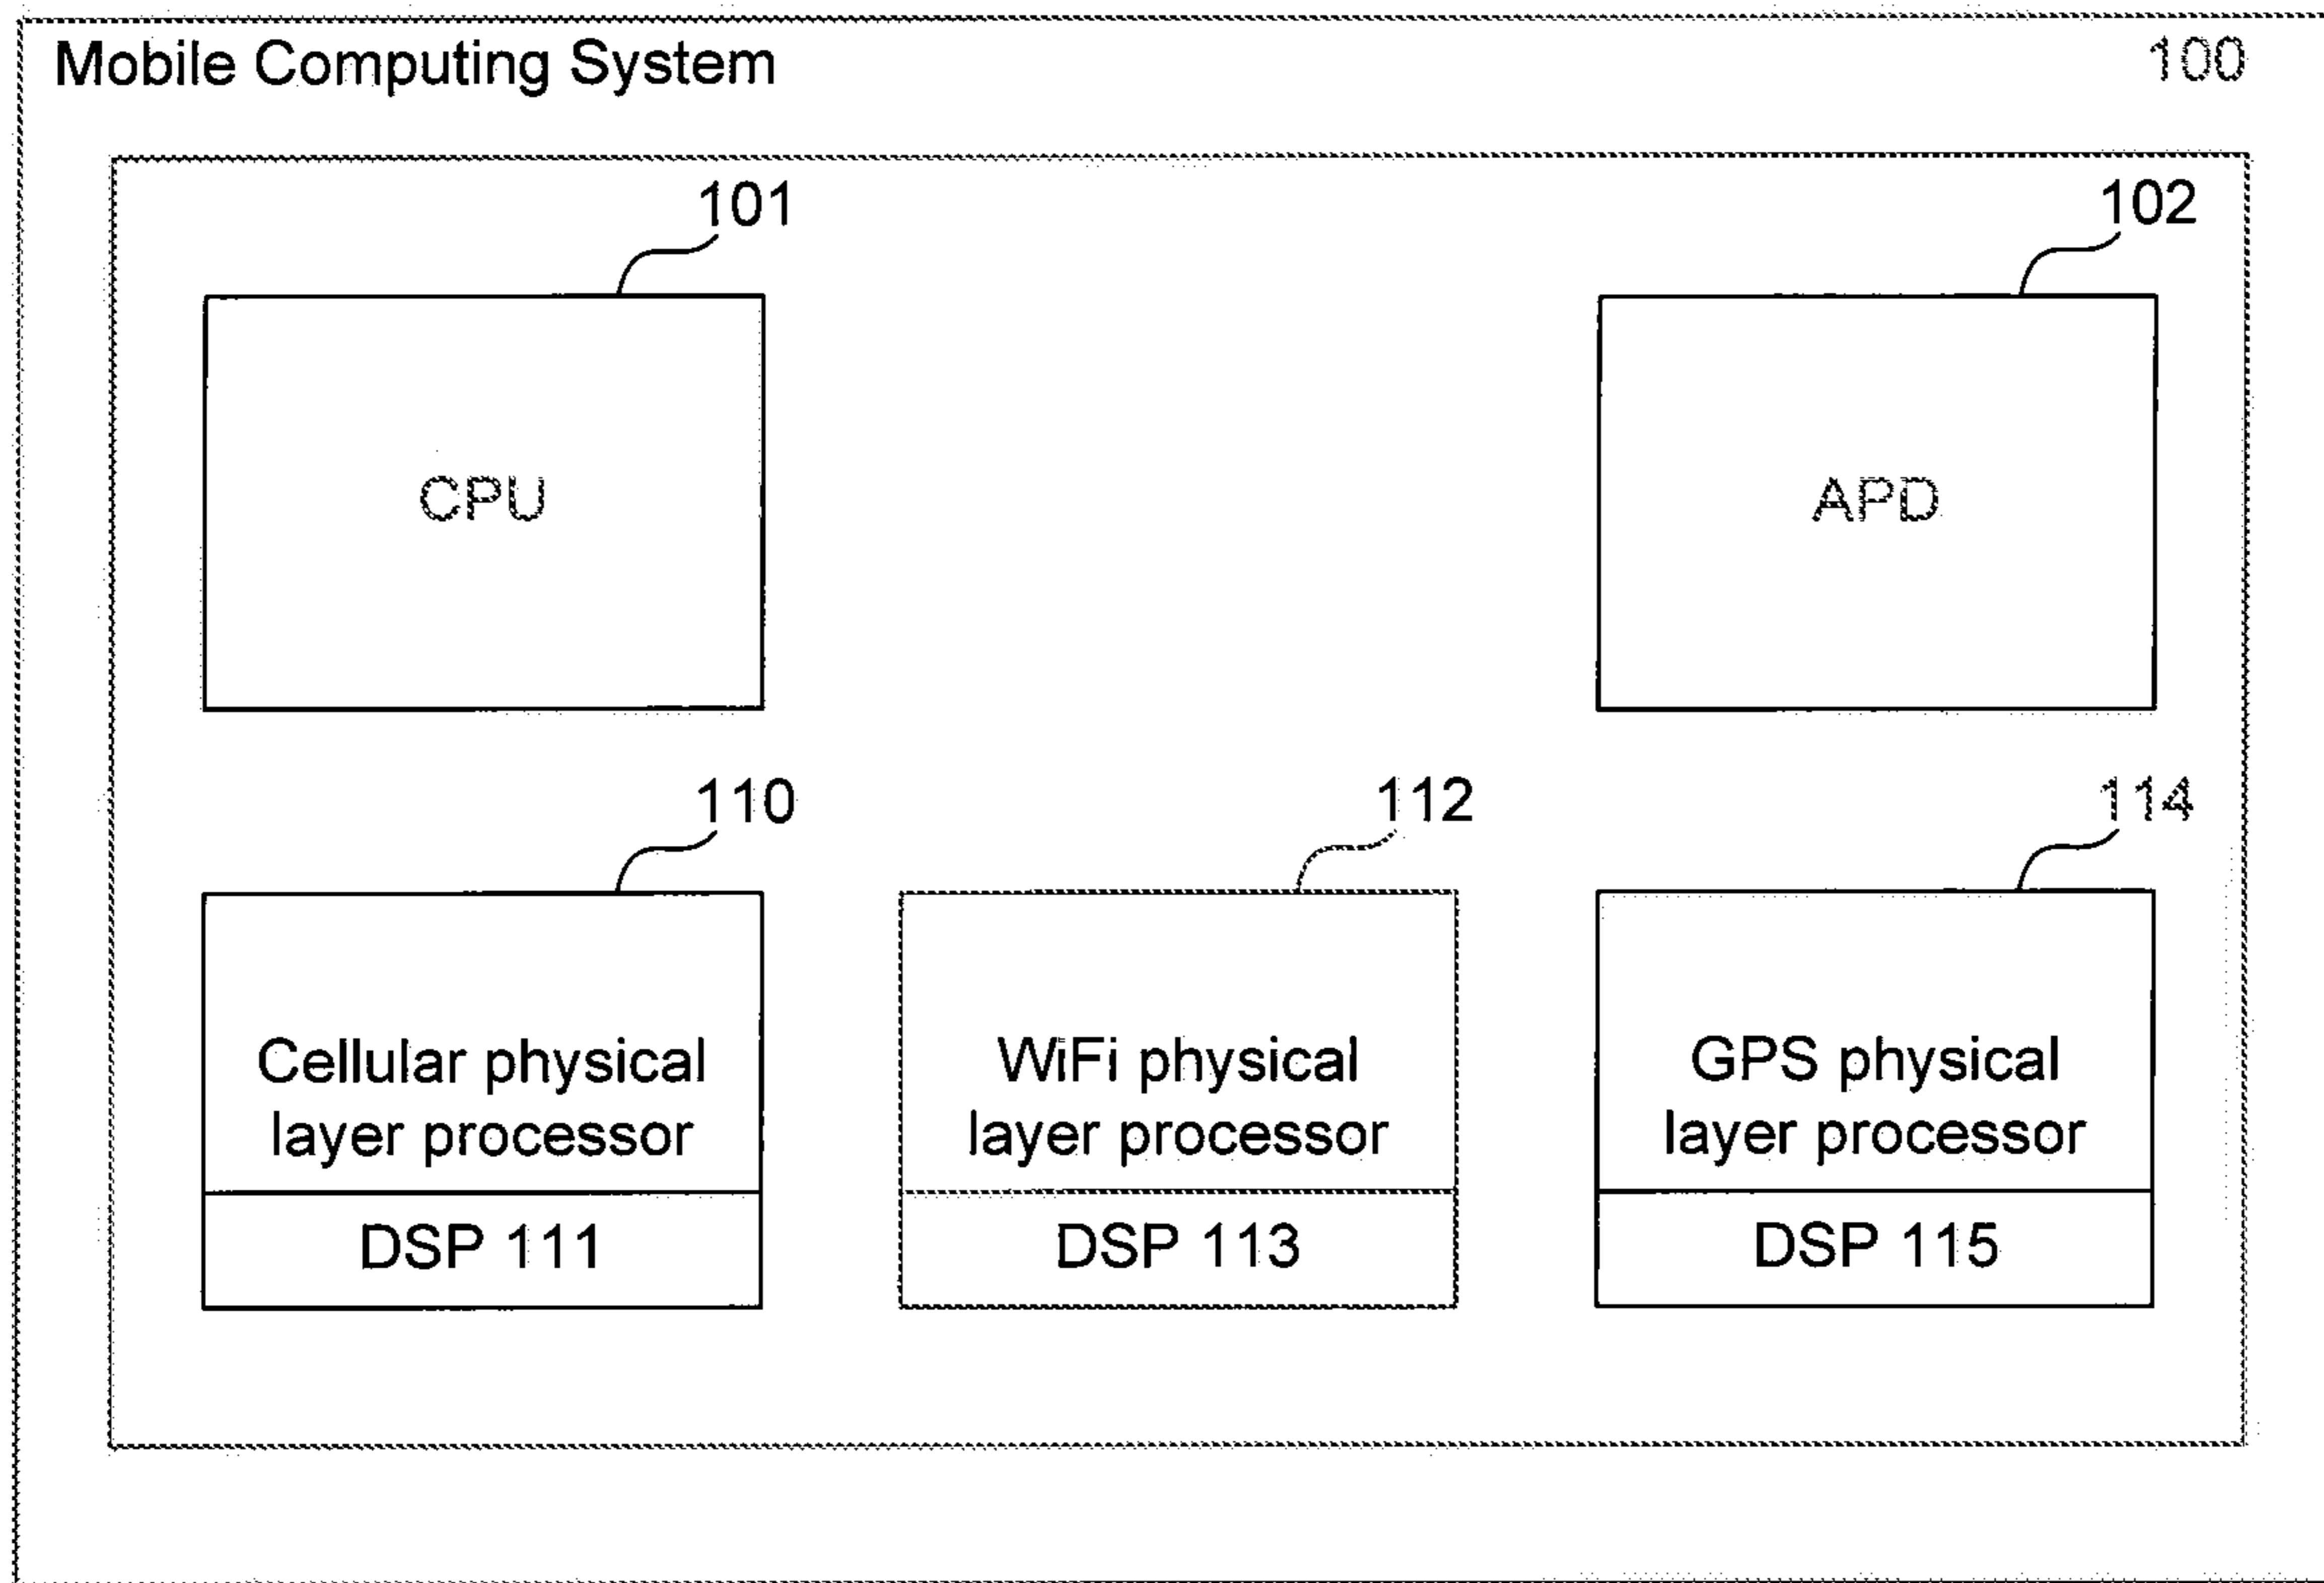 Mobile Computing System 100
101 102
CPU APD
110 112 114
Cellular physical WiFi physical GPS physical
layer processor layer processor layer processor
DSP 111 DSP 113 DSP 115